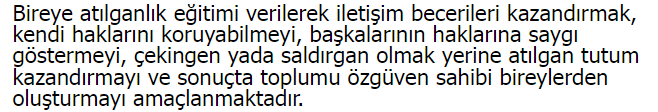 Bireye atılganlık eğitimi verilerek iletişim becerileri kazandırmak,
kendi haklarını koruyabilmeyi, başkalarının haklarına saygı
göstermeyi, çekingen yada saldırgan olmak yerine atılgan tutum
kazandırmayı ve sonuçta toplumu özgüven sahibi bireylerden
oluşturmayı amaçlanmaktadır.